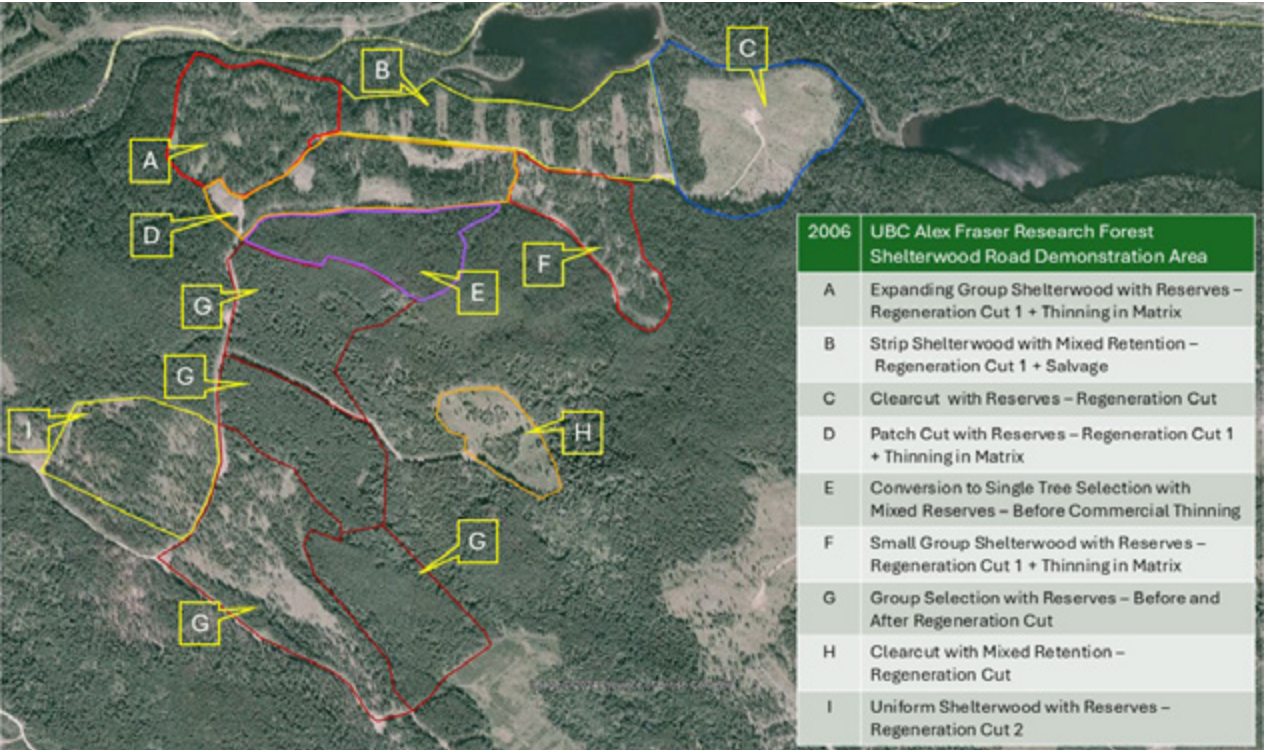 B
C
A
D
F
E
G
G
I
H
G
G
2006 UBC Alex Fraser Research Forest
Shelterwood Road Demonstration Area
A Expanding Group Shelterwood with Reserves –
Regeneration Cut 1 + Thinning in Matrix
B Strip Shelterwood with Mixed Retention –
Regeneration Cut 1 + Salvage
C Clearcut with Reserves – Regeneration Cut
D Patch Cut with Reserves – Regeneration Cut 1
+ Thinning in Matrix
E Conversion to Single Tree Selection with
Mixed Reserves – Before Commercial Thinning
F Small Group Shelterwood with Reserves –
Regeneration Cut 1 + Thinning in Matrix
G Group Selection with Reserves – Before and
After Regeneration Cut
H Clearcut with Mixed Retention –
Regeneration Cut
I Uniform Shelterwood with Reserves –
Regeneration Cut 2